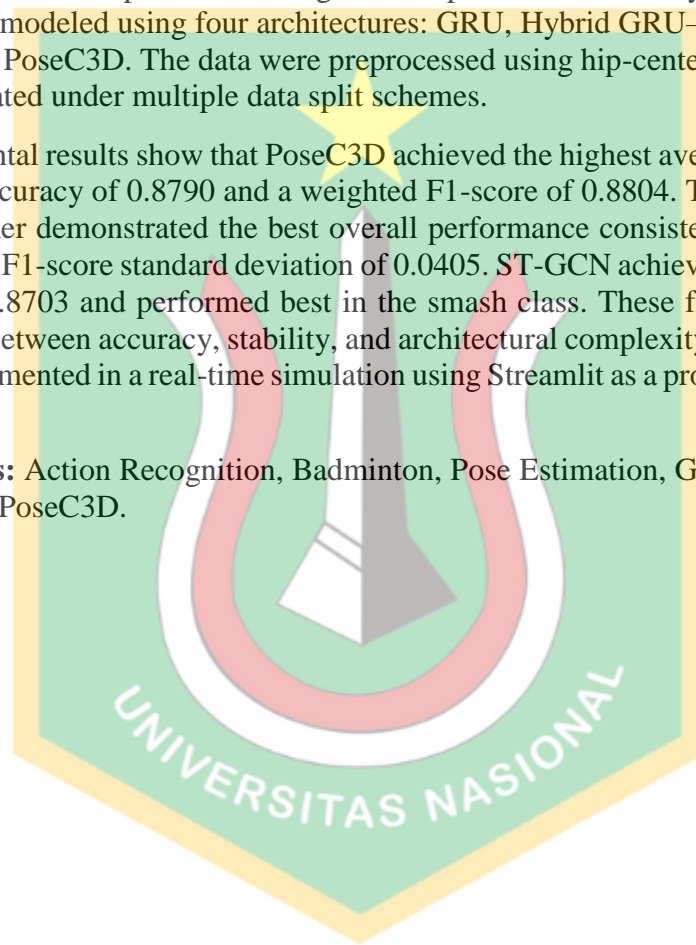 modeled using four architectures: GRU, Hybrid GRU–
PoseC3D. The data were preprocessed using hip-cente
ated under multiple data split schemes.
ntal results show that PoseC3D achieved the highest ave
ccuracy of 0.8790 and a weighted F1-score of 0.8804. T
er demonstrated the best overall performance consiste
F1-score standard deviation of 0.0405. ST-GCN achiev
.8703 and performed best in the smash class. These f
etween accuracy, stability, and architectural complexity
mented in a real-time simulation using Streamlit as a pro
s: Action Recognition, Badminton, Pose Estimation, G
PoseC3D.
UNIVERSITAS NASIONAL